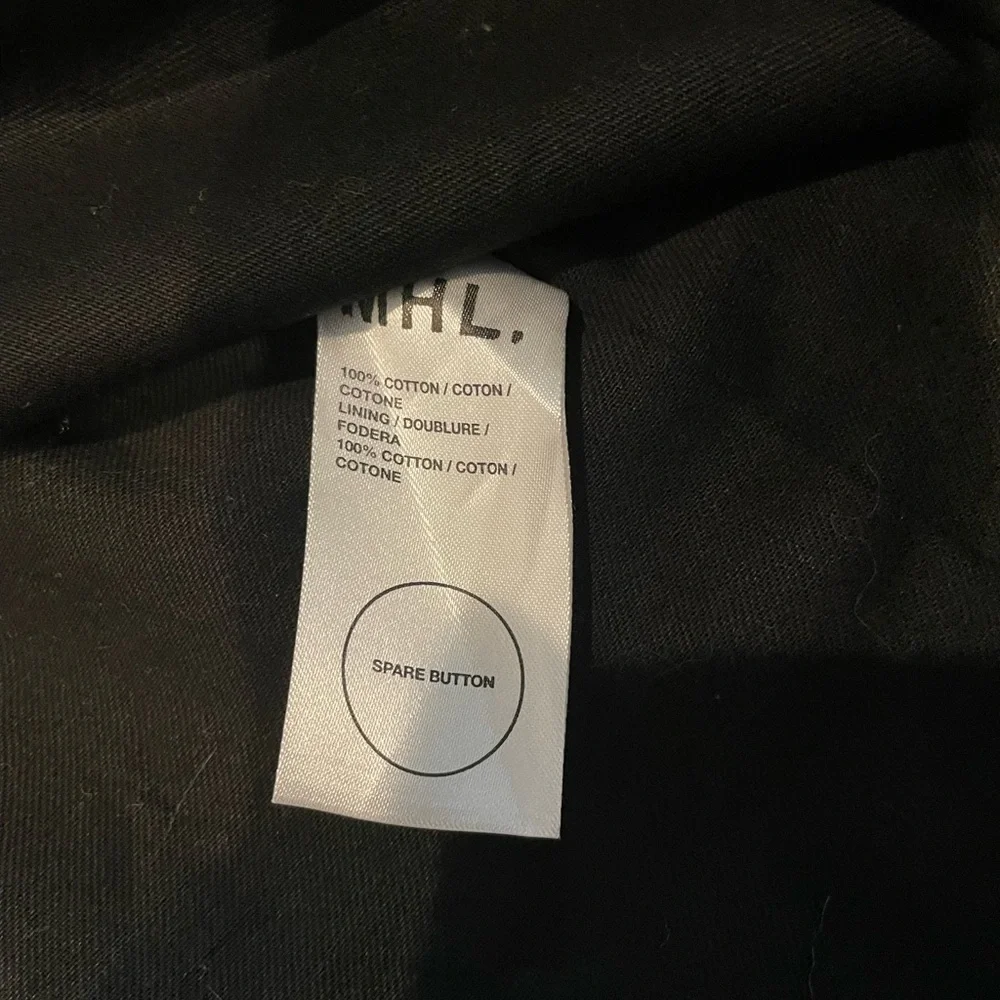 MHL.
100% COTTON / COTON /
COTONE
LINING / DOUBLURE /
FODERA
100% COTTON / COTON /
COTONE
SPARE BUTTON